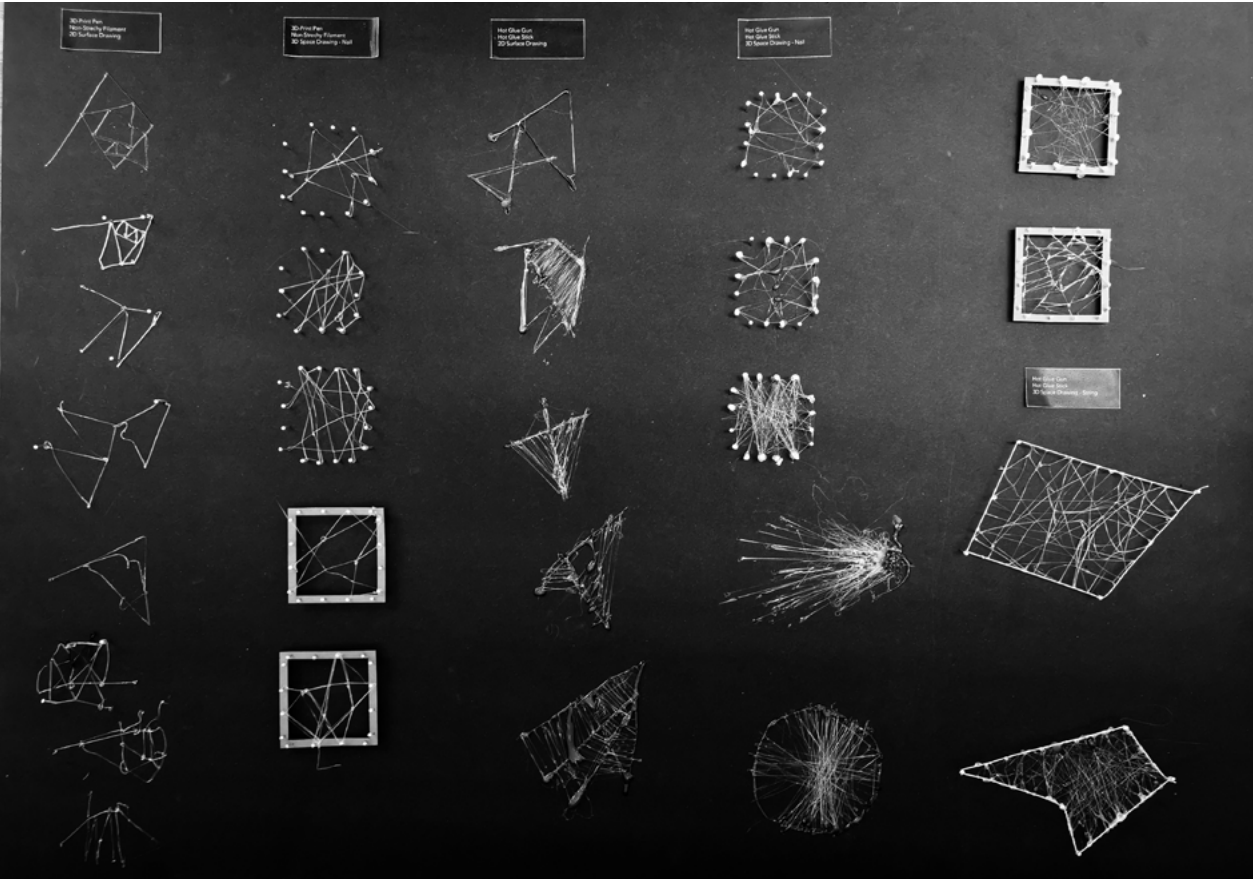 3D Print Pen
Non-Strechy Filament
2D Surface Drawing
3D Print Pen
Non-Strechy Filament
3D Space Drawing - Nail
Hot Glue Gun
Hot Glue Stick
2D Surface Drawing
Hot Glue Gun
Hot Glue Stick
3D Space Drawing - Nail
Hot Glue Gun
Hot Glue Stick
3D Space Drawing - String